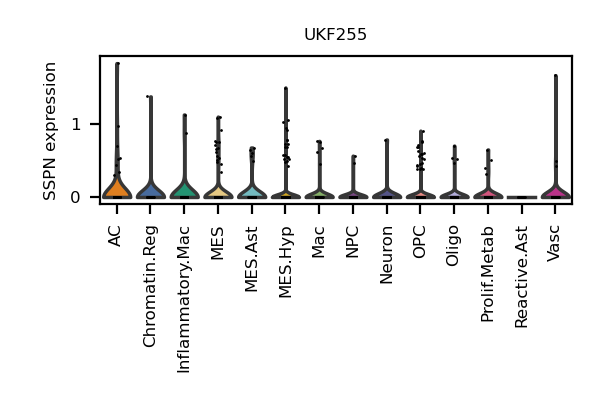 UKF255
SSPN expression
1
0
AC
Chromatin.Reg
Inflammatory.Mac
MES
MES.Ast
MES.Hyp
Mac
NPC
Neuron
OPC
Oligo
Prolif.Metab
Reactive.Ast
Vasc